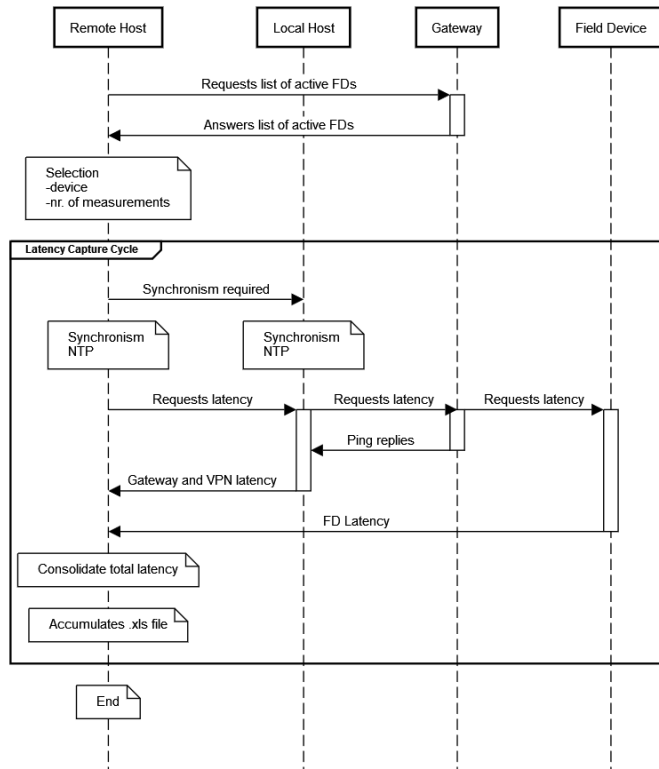 Remote Host
Local Host
Gateway
Field Device
Requests list of active FDs
Answers list of active FDs
Selection
-device
-nr. of measurements
Latency Capture Cycle
Synchronism required
Synchronism
NTP
Synchronism
NTP
Requests latency
Requests latency
Requests latency
Ping replies
Gateway and VPN latency
FD Latency
Consolidate total latency
Accumulates .xls file
End